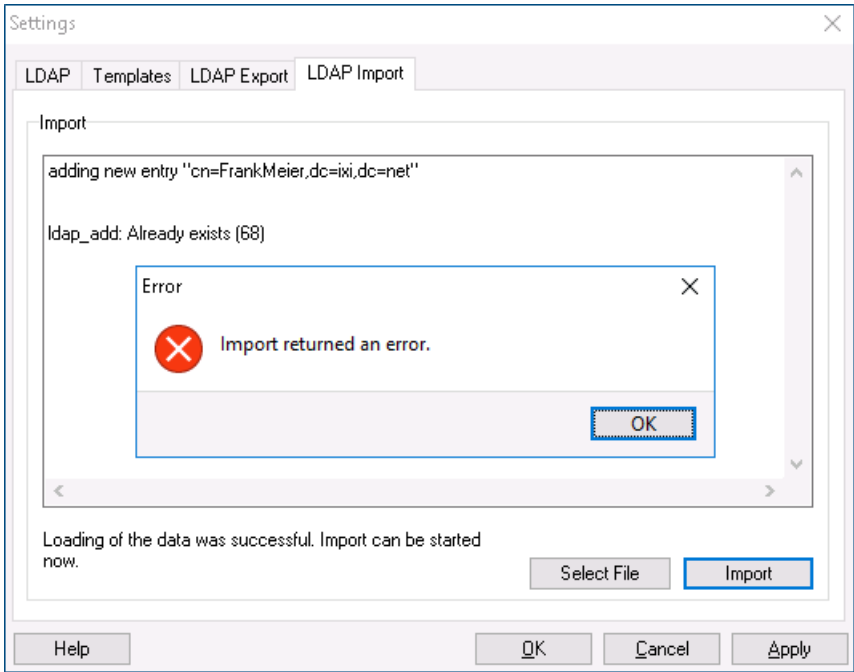 Settings
LDAP Templates LDAP Export LDAP Import
Import
adding new entry "cn=FrankMeier,dc=ixi,dc=net"
ldap_add: Already exists (68)
Error
Import returned an error.
OK
Loading of the data was successful. Import can be started
now.
Select File Import
Help OK Cancel Apply